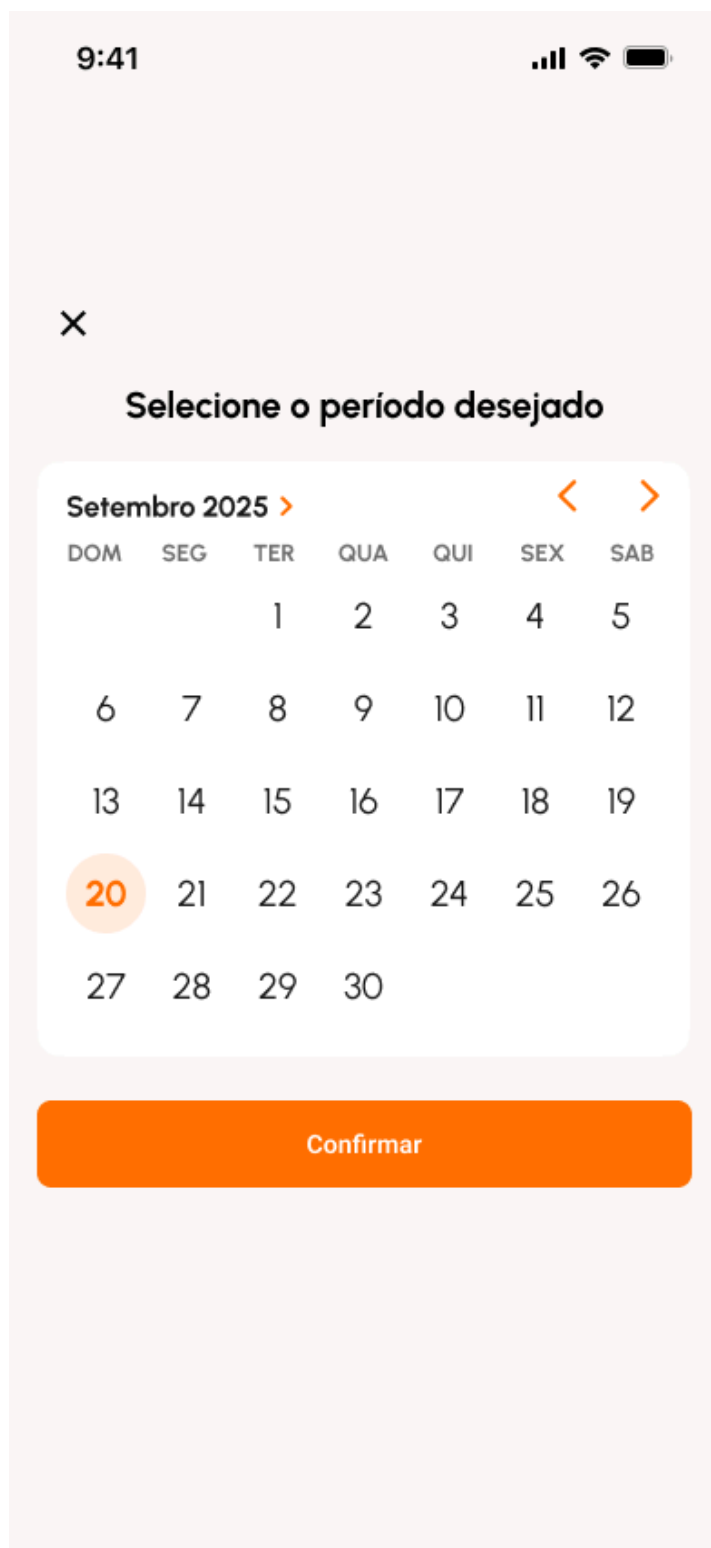 9:41
Selecione o período desejado
Setembro 2025
DOM SEG TER QUA QUI SEX SAB
1 2 3 4 5
6 7 8 9 10 11 12
13 14 15 16 17 18 19
20 21 22 23 24 25 26
27 28 29 30
Confirmar